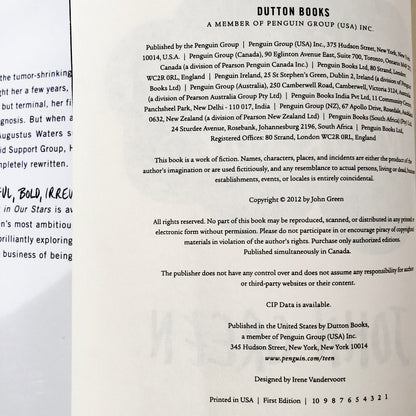 the tumor-shrinking
ght her a few years,
but terminal, her fi
gnosis. But when a
Augustus Waters s
id Support Group, H
mpletely rewritten.
FUL, BOLD, IRREV
t in Our Stars is av
n's most ambitiou
brilliantly exploring
business of being
DUTTON BOOKS
A MEMBER OF PENGUIN GROUP (USA) INC.
Published by the Penguin Group | Penguin Group (USA) Inc., 375 Hudson Street, New York, New York
10014, U.S.A. | Penguin Group (Canada), 90 Eglinton Avenue East, Suite 700, Toronto, Ontario M4P
Canada (a division of Pearson Penguin Canada Inc.) | Penguin Books Ltd, 80 Strand, London
WC2R 0RL, England | Penguin Ireland, 25 St Stephen's Green, Dublin 2, Ireland (a division of Penguin
Books Ltd) | Penguin Group (Australia), 250 Camberwell Road, Camberwell, Victoria 3124, Australia
(a division of Pearson Australia Group Pty Ltd) | Penguin Books India Pvt Ltd, 11 Community Centre,
Panchsheel Park, New Delhi - 110 017, India | Penguin Group (NZ), 67 Apollo Drive, Rosedale,
0632, New Zealand (a division of Pearson New Zealand Ltd) | Penguin Books (South Africa) (Pty) Ltd,
24 Sturdee Avenue, Rosebank, Johannesburg 2196, South Africa | Penguin Books Ltd,
Registered Offices: 80 Strand, London WC2R 0RL, England
This book is a work of fiction. Names, characters, places, and incidents are either the product of the
author's imagination or are used fictitiously, and any resemblance to actual persons, living or dead, business
establishments, events, or locales is entirely coincidental.
Copyright © 2012 by John Green
All rights reserved. No part of this book may be reproduced, scanned, or distributed in any printed or
electronic form without permission. Please do not participate in or encourage piracy of copyrighted
materials in violation of the author's rights. Purchase only authorized editions.
Published simultaneously in Canada.
The publisher does not have any control over and does not assume any responsibility for author
or third-party websites or their content.
CIP Data is available.
Published in the United States by Dutton Books,
a member of Penguin Group (USA) Inc.
345 Hudson Street, New York, New York 10014
www.penguin.com/teen
Designed by Irene Vandervoort
Printed in USA | First Edition | 10 9 8 7 6 5 4 3 2 1